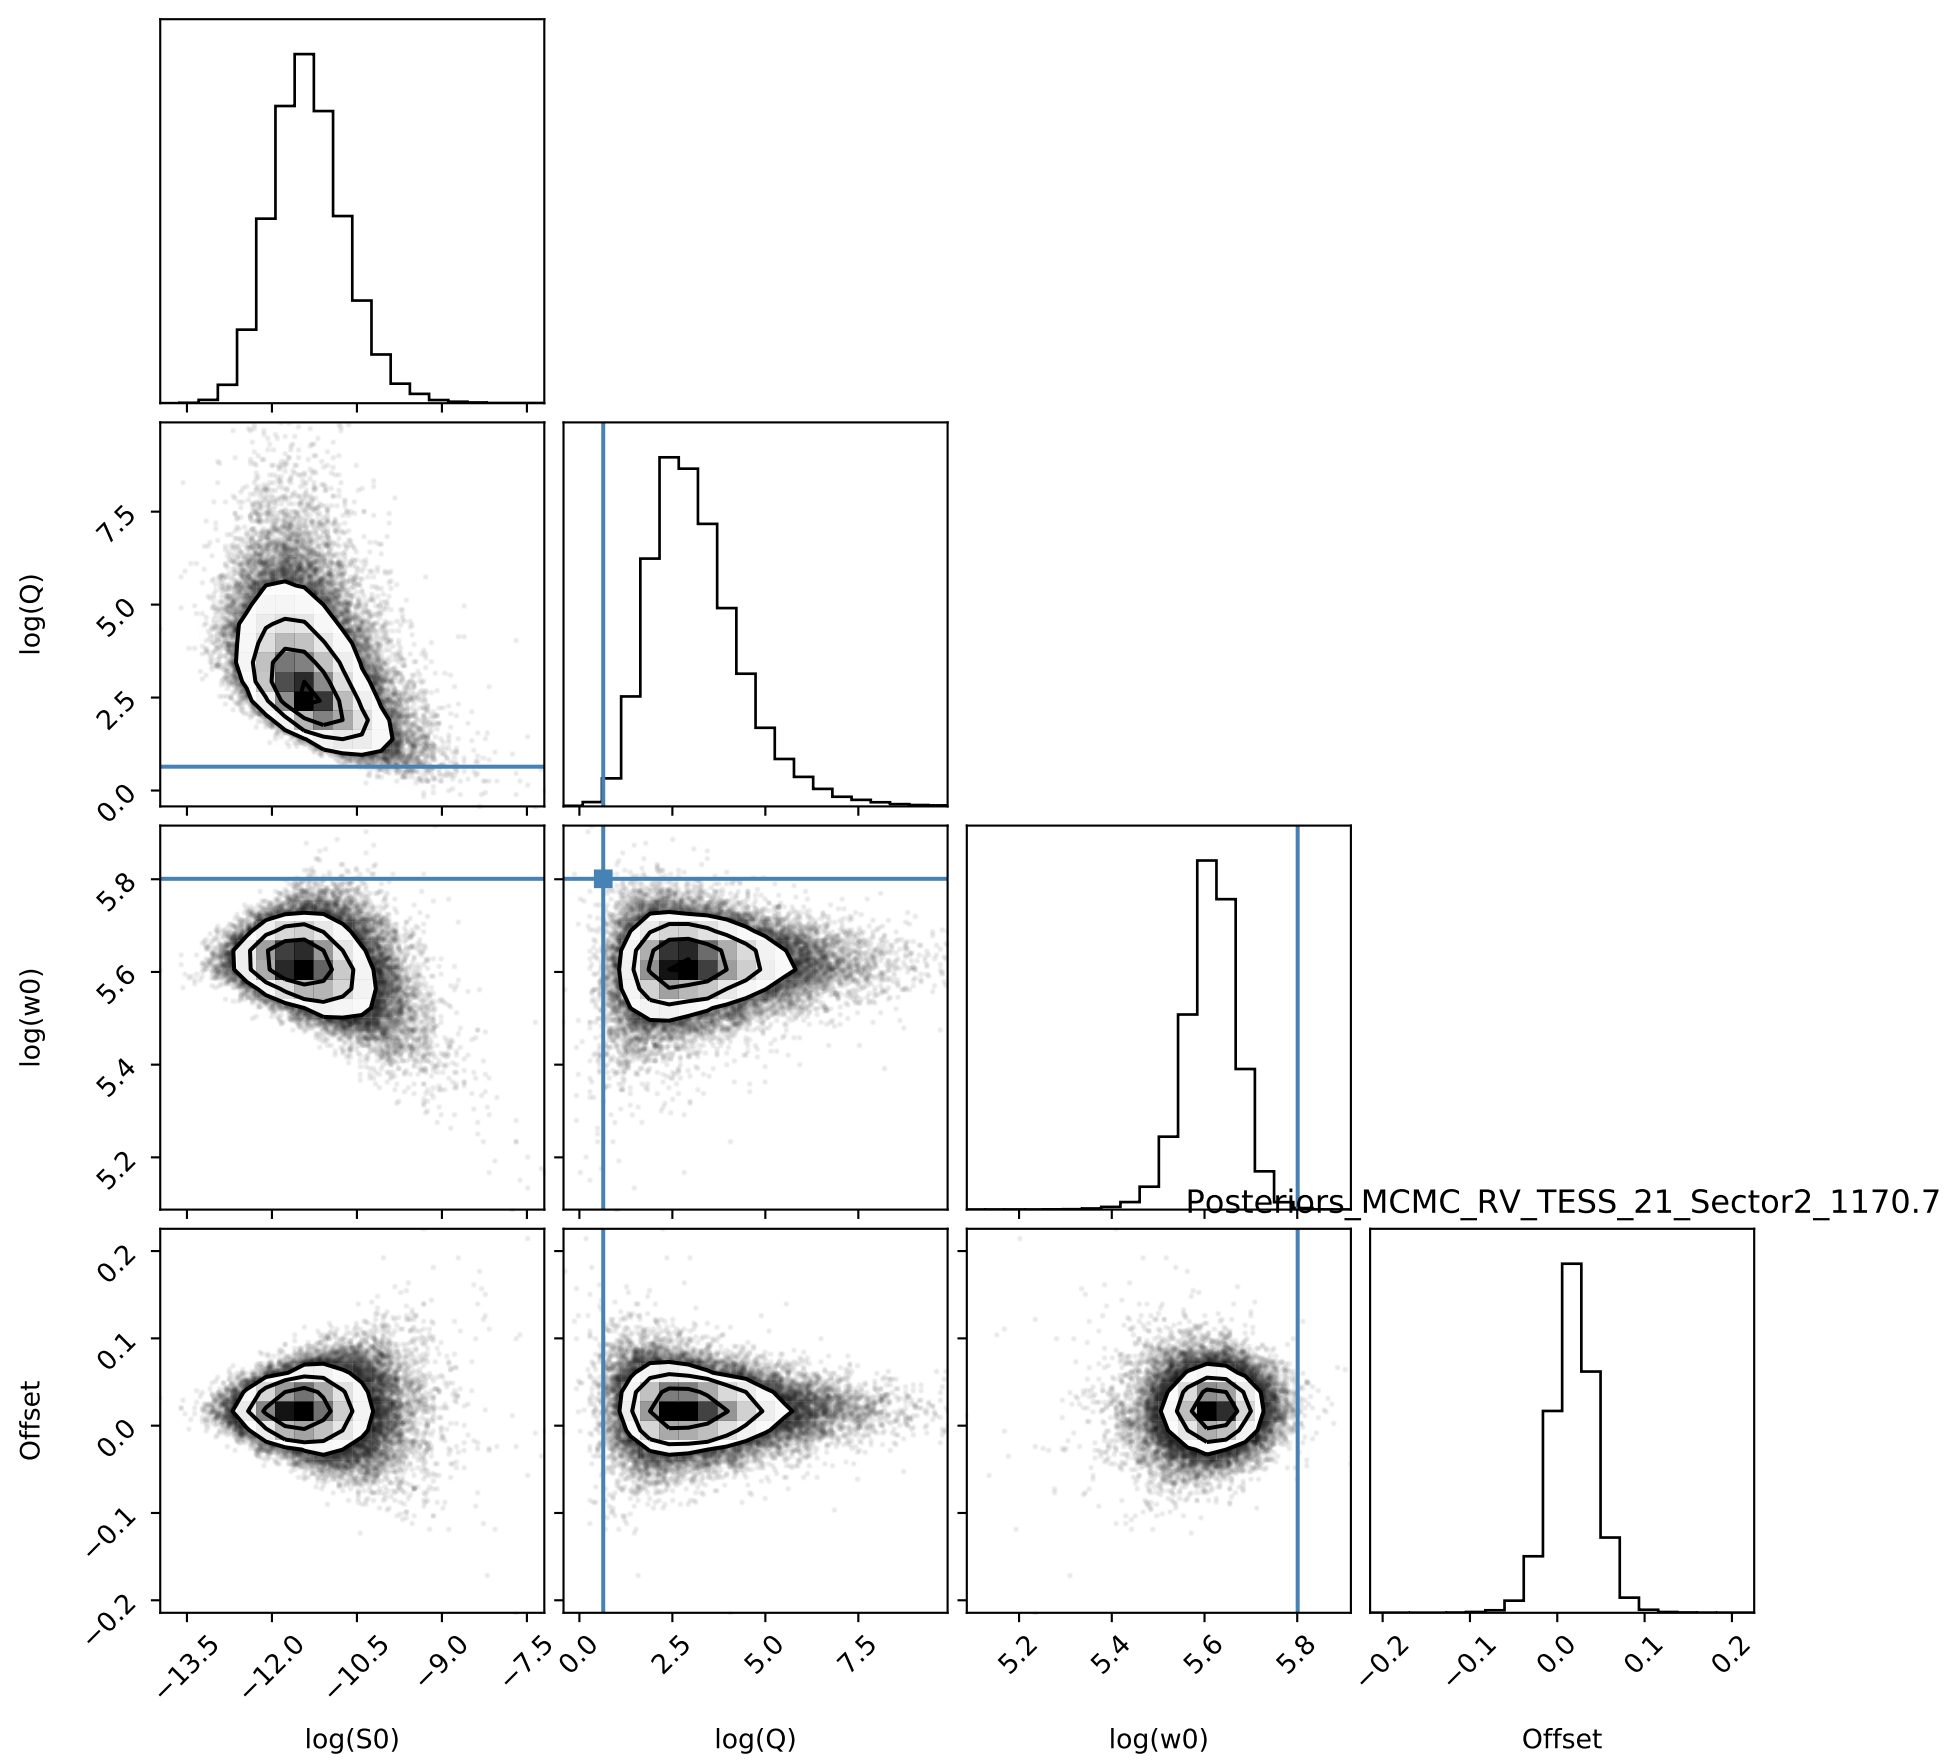 log(Q)
7.5
5.0
2.5
0.0
log(w0)
5.8
5.6
5.4
5.2
Posteriors_MCMC_RV_TESS_21_Sector2_1170.7
Offset
0.2
0.1
0.0
−0.1
−0.2
−13.5 −12.0 −10.5 −9.0 −7.5 0.0 2.5 5.0 7.5 5.2 5.4 5.6 5.8 −0.2 −0.1 0.0 0.1 0.2
log(S0) log(Q) log(w0) Offset